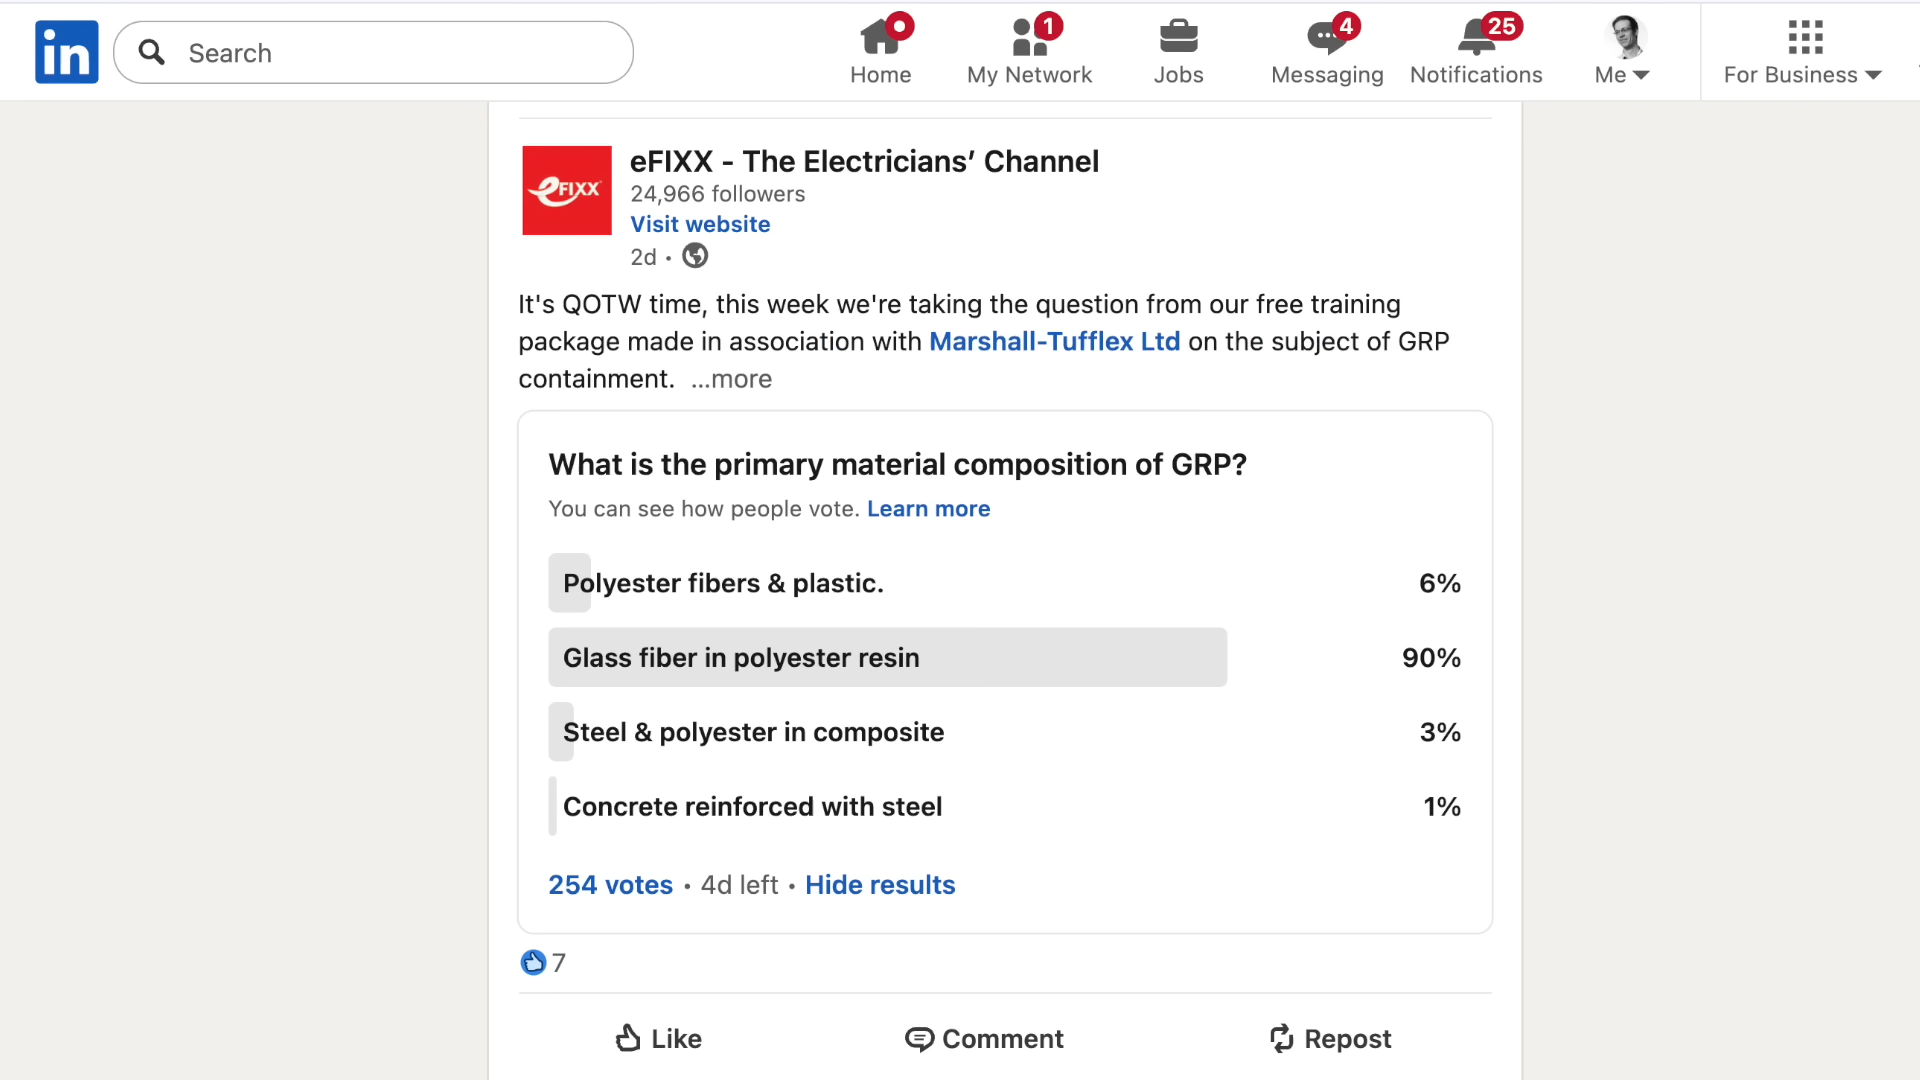 in
Search
Home
1
My Network
Jobs
4
Messaging
25
Notifications
Me
For Business
eFIXX
eFIXX - The Electricians’ Channel
24,966 followers
Visit website
2d •
It's QOTW time, this week we're taking the question from our free training
package made in association with Marshall-Tufflex Ltd on the subject of GRP
containment. ...more
What is the primary material composition of GRP?
You can see how people vote. Learn more
Polyester fibers & plastic. 6%
Glass fiber in polyester resin 90%
Steel & polyester in composite 3%
Concrete reinforced with steel 1%
254 votes • 4d left • Hide results
7
Like
Comment
Repost